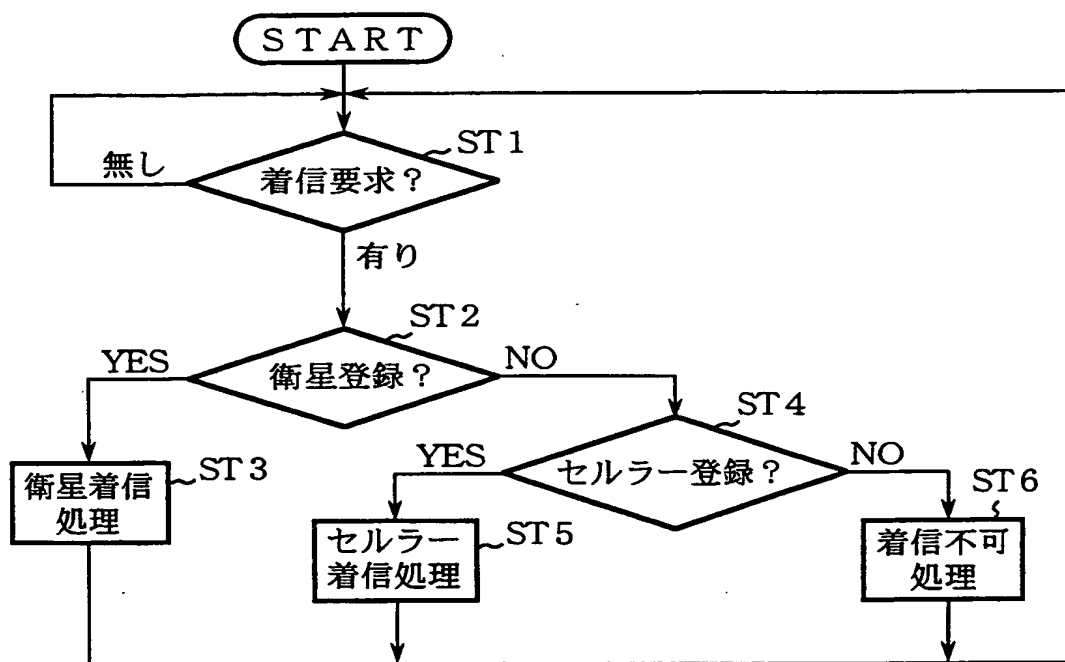 START
ST1
無し
着信要求?
有り
ST2
YES
NO
衛星登録?
ST4
YES
NO
セルラー登録?
ST3
衛星着信
処理
ST5
セルラー
着信処理
ST6
着信不可
処理